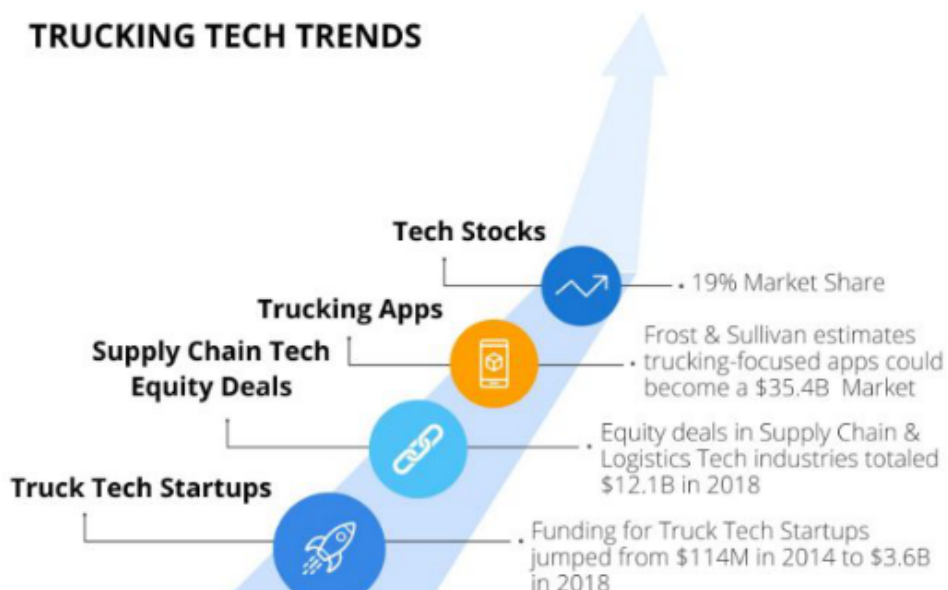 TRUCKING TECH TRENDS
Tech Stocks
• 19% Market Share
Trucking Apps
Frost & Sullivan estimates
• trucking-focused apps could
become a $35.4B Market
Supply Chain Tech
Equity Deals
• Equity deals in Supply Chain &
Logistics Tech industries totaled
$12.1B in 2018
Truck Tech Startups
• Funding for Truck Tech Startups
jumped from $114M in 2014 to $3.6B
in 2018